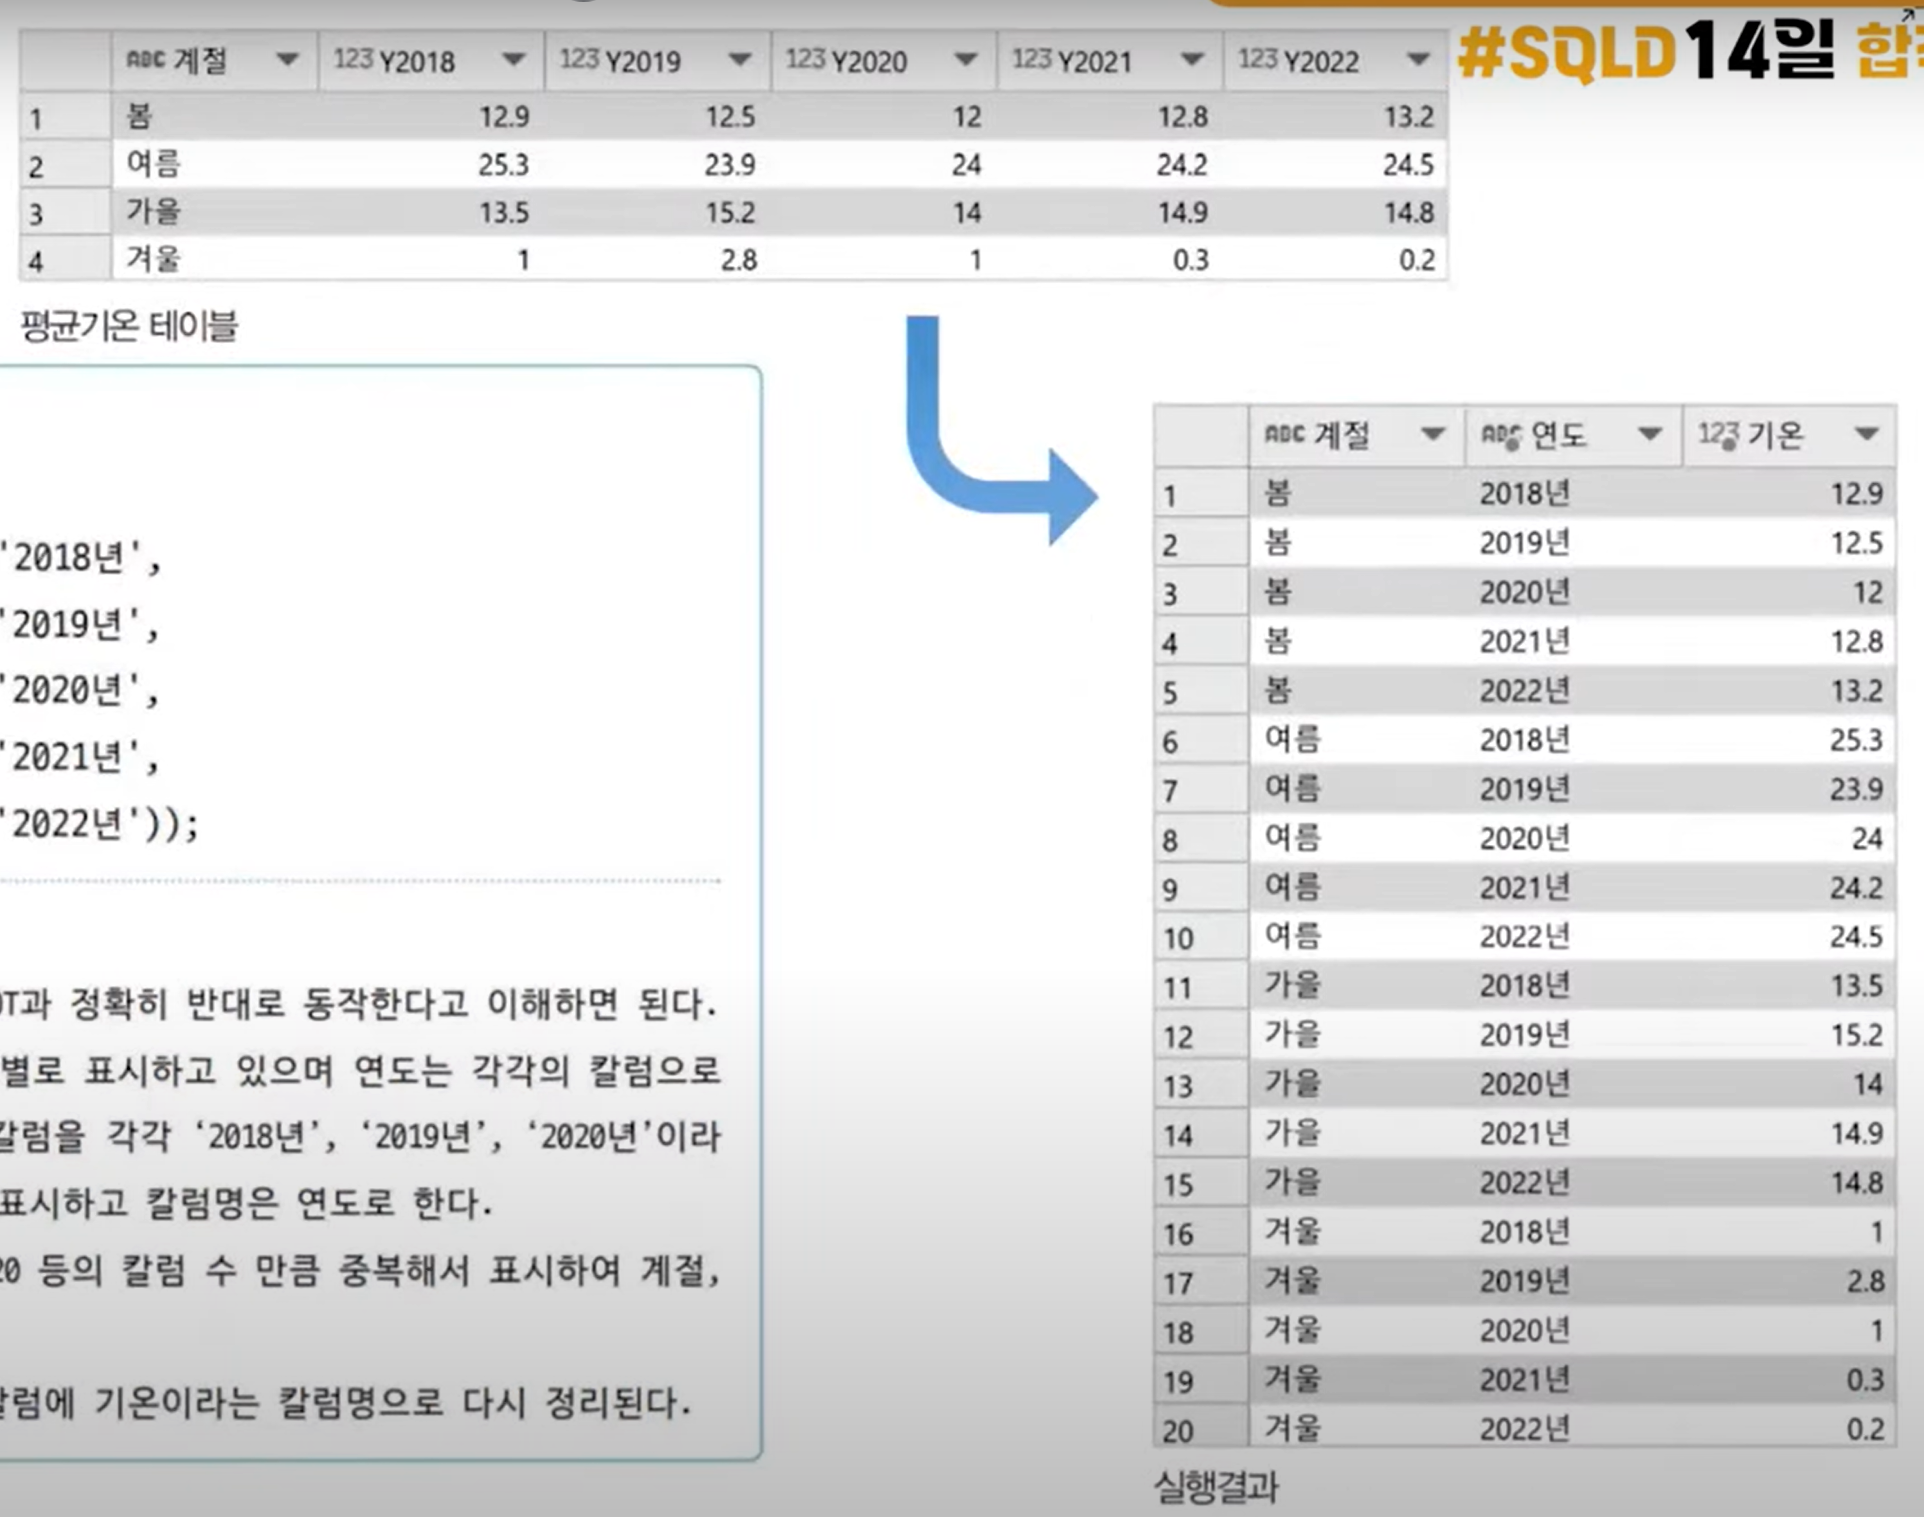 #SQLD14일 합
ABC 계절 123 Y2018 123 Y2019 123 Y2020 123 Y2021 123 Y2022
1 봄 12.9 12.5 12 12.8 13.2
2 여름 25.3 23.9 24 24.2 24.5
3 가을 13.5 15.2 14 14.9 14.8
4 겨울 1 2.8 1 0.3 0.2
평균기온 테이블
'2018년',
'2019년',
'2020년',
'2021년',
'2022년'));
OT과 정확히 반대로 동작한다고 이해하면 된다.
별로 표시하고 있으며 연도는 각각의 칼럼으로
칼럼을 각각 ‘2018년’, ‘2019년’, ‘2020년’이라
표시하고 칼럼명은 연도로 한다.
20 등의 칼럼 수 만큼 중복해서 표시하여 계절,
칼럼에 기온이라는 칼럼명으로 다시 정리된다.
ABC 계절 ABC 연도 123 기온
1 봄 2018년 12.9
2 봄 2019년 12.5
3 봄 2020년 12
4 봄 2021년 12.8
5 봄 2022년 13.2
6 여름 2018년 25.3
7 여름 2019년 23.9
8 여름 2020년 24
9 여름 2021년 24.2
10 여름 2022년 24.5
11 가을 2018년 13.5
12 가을 2019년 15.2
13 가을 2020년 14
14 가을 2021년 14.9
15 가을 2022년 14.8
16 겨울 2018년 1
17 겨울 2019년 2.8
18 겨울 2020년 1
19 겨울 2021년 0.3
20 겨울 2022년 0.2
실행결과